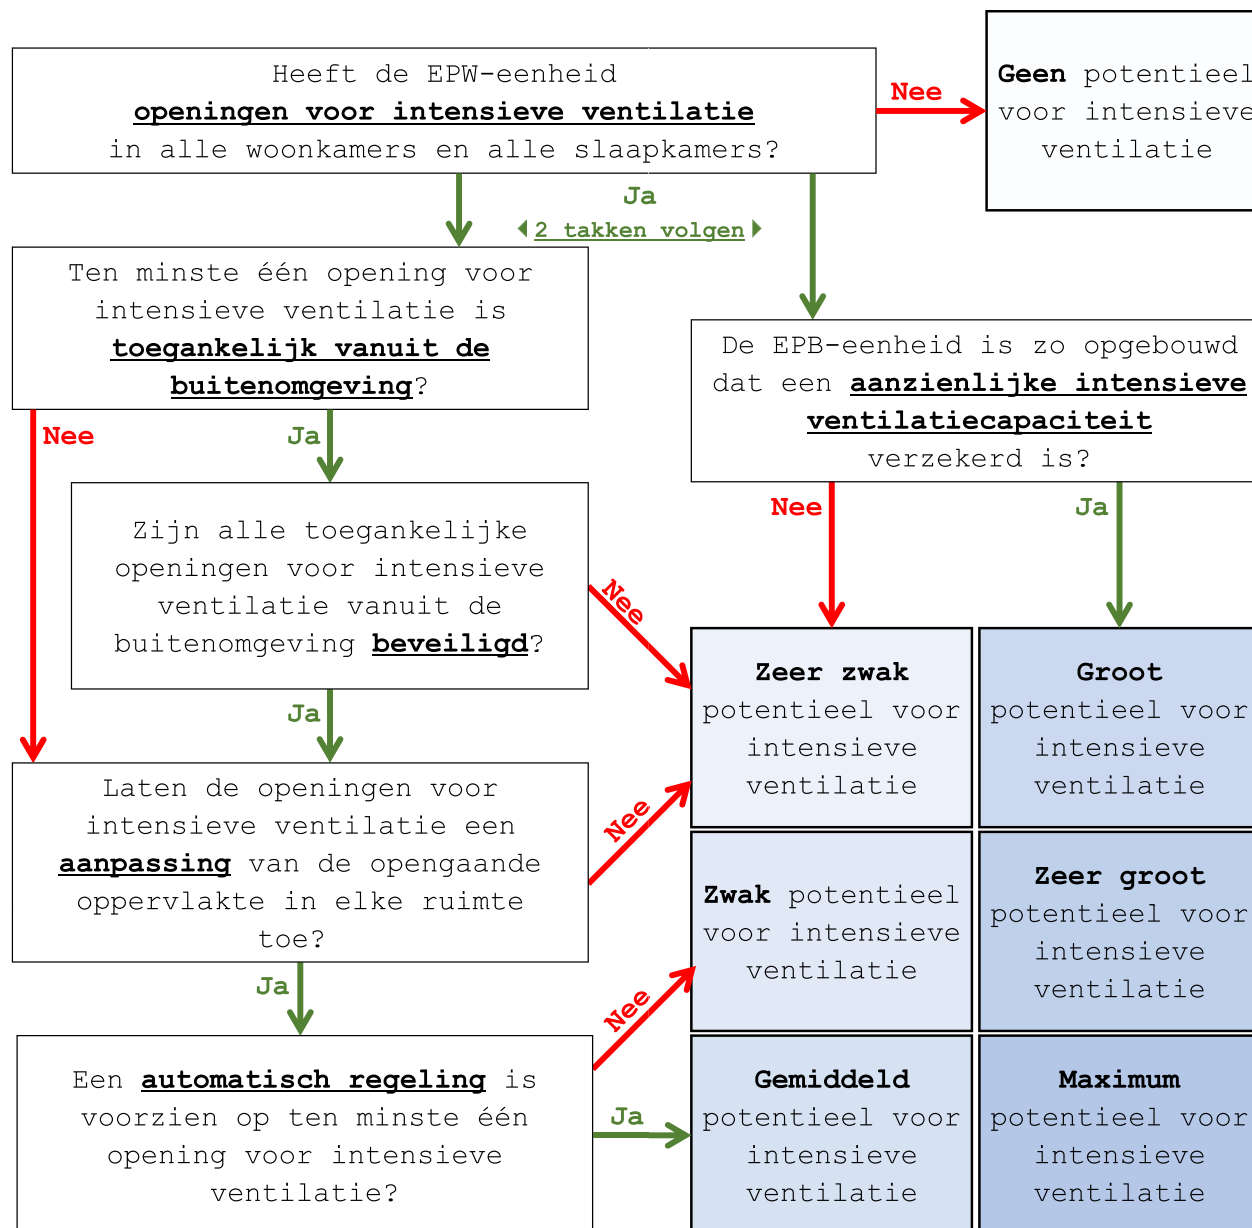 Heeft de EPW-eenheid
openingen voor intensieve ventilatie
in alle woonkamers en alle slaapkamers?
Nee
Geen potentieel
voor intensieve
ventilatie
Ja
2 takken volgen
Ten minste één opening voor
intensieve ventilatie is
toegankelijk vanuit de
buitenomgeving?
De EPB-eenheid is zo opgebouwd
dat een aanzienlijke intensieve
ventilatiecapaciteit
verzekerd is?
Nee
Ja
Nee
Ja
Zijn alle toegankelijke
openingen voor intensieve
ventilatie vanuit de
buitenomgeving beveiligd?
Nee
Ja
Zeer zwak
potentieel voor
intensieve
ventilatie
Groot
potentieel voor
intensieve
ventilatie
Laten de openingen voor
intensieve ventilatie een
aanpassing van de opengaande
oppervlakte in elke ruimte
toe?
Nee
Ja
Zwak potentieel
voor intensieve
ventilatie
Zeer groot
potentieel voor
intensieve
ventilatie
Een automatisch regeling is
voorzien op ten minste één
opening voor intensieve
ventilatie?
Nee
Ja
Gemiddeld
potentieel voor
intensieve
ventilatie
Maximum
potentieel voor
intensieve
ventilatie